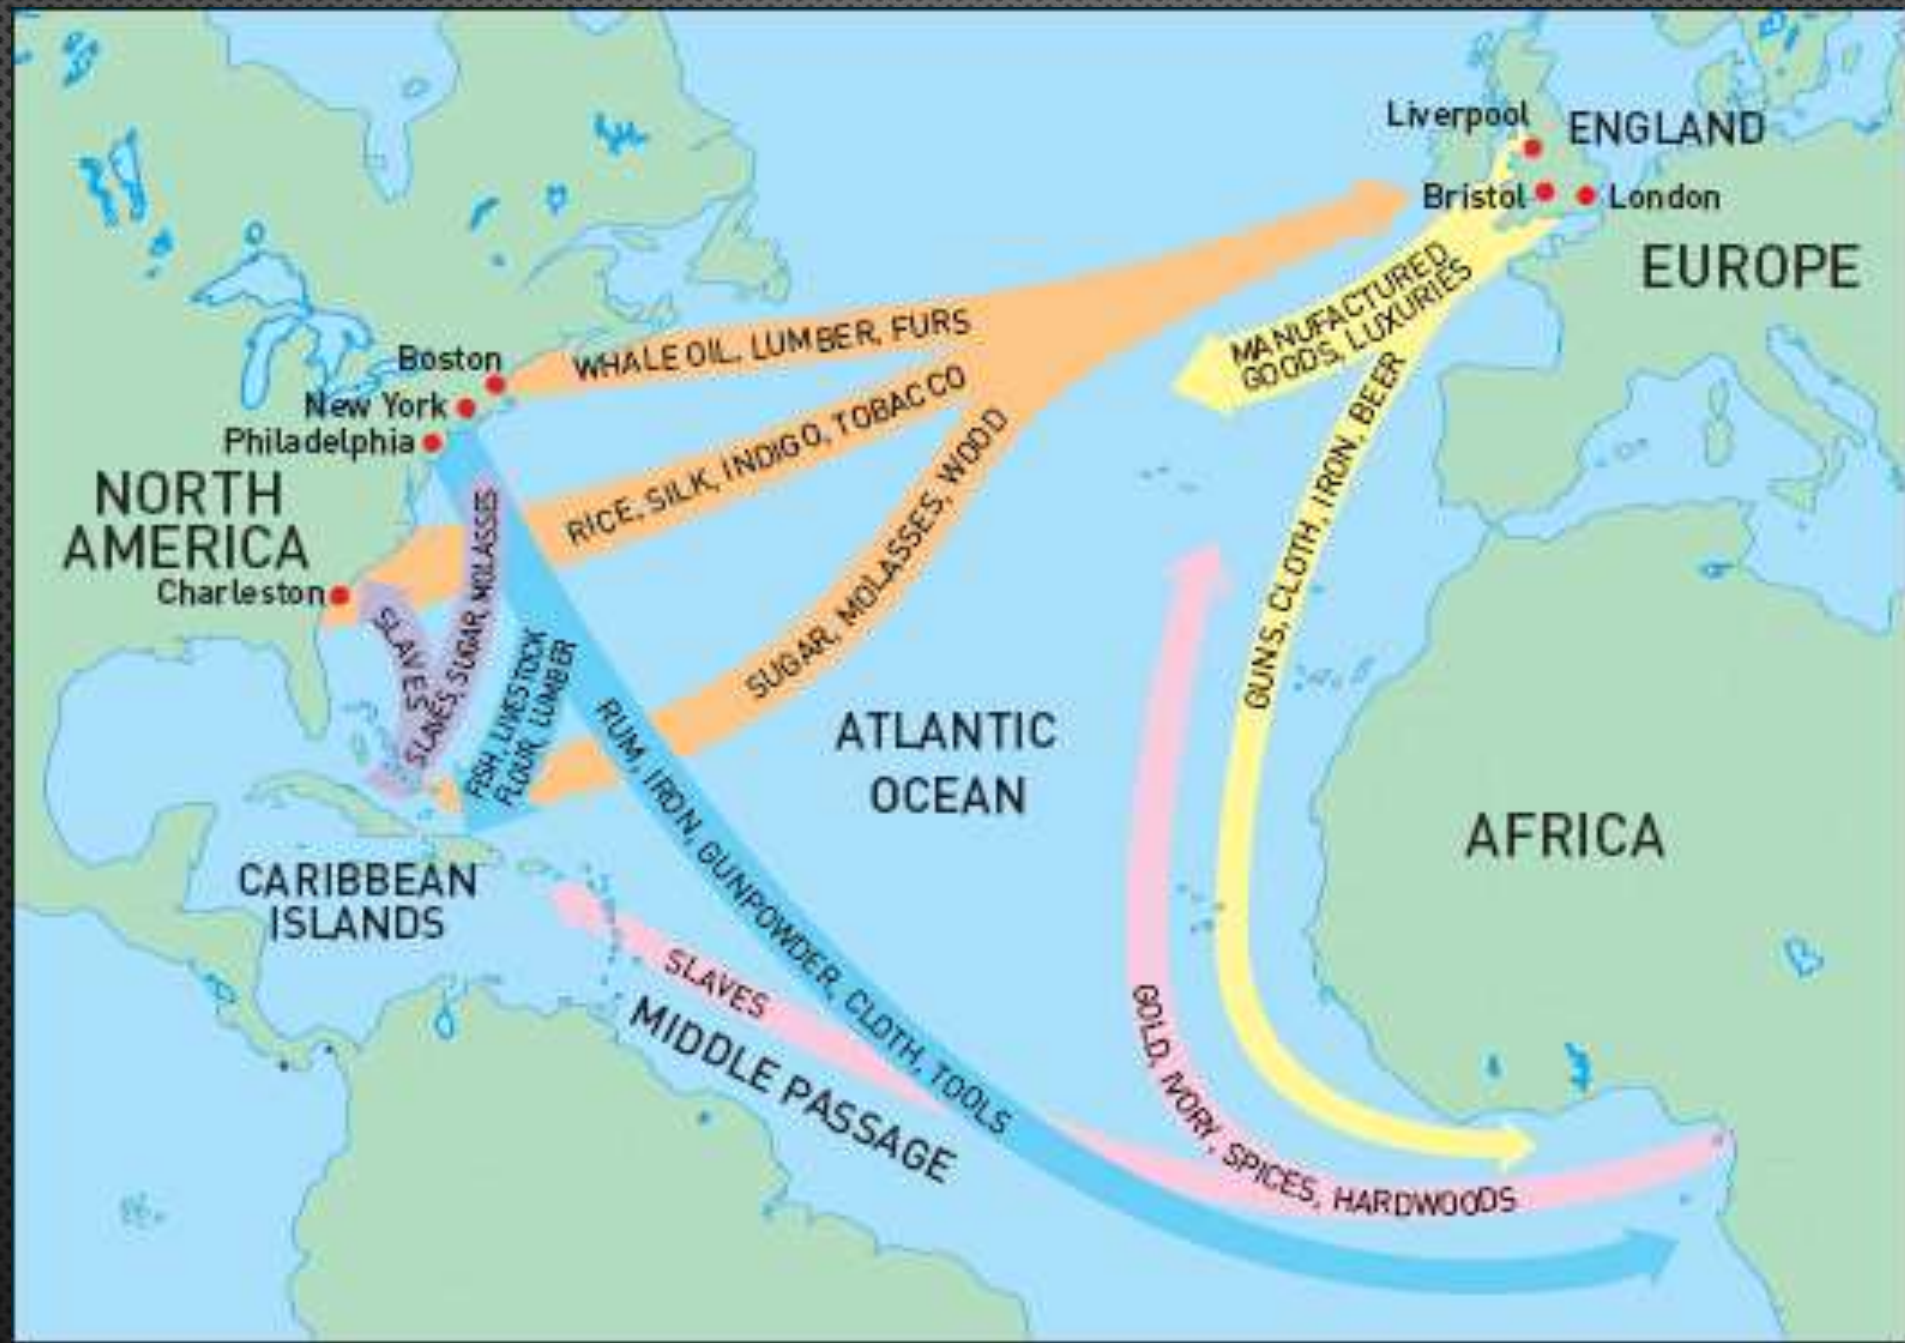 Liverpool
ENGLAND
Bristol
London
EUROPE
MANUFACTURED
GOODS, LUXURIES
WHALE OIL, LUMBER, FURS
Boston
New York
Philadelphia
RICE, SILK, INDIGO, TOBACCO
GUNS, CLOTH, IRON, BEER
NORTH
AMERICA
Charleston
SLAVES
SLAVES, SUGAR, MOLASSES
FISH, LIVESTOCK
FLOUR, LUMBER
SUGAR, MOLASSES, WOOD
RUM, IRON, GUNPOWDER, CLOTH, TOOLS
ATLANTIC
OCEAN
AFRICA
CARIBBEAN
ISLANDS
SLAVES
MIDDLE PASSAGE
GOLD, IVORY, SPICES, HARDWOODS